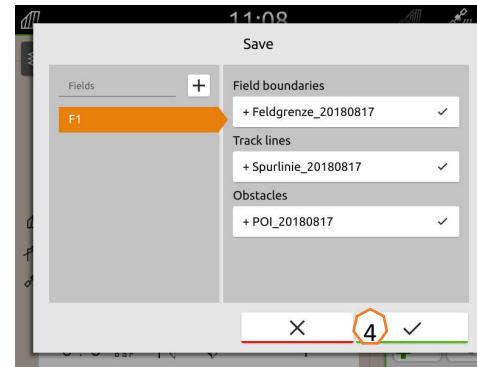 11:08
Save
Fields
+
F1
Field boundaries
+ Feldgrenze_20180817
Track lines
+ Spurlinie_20180817
Obstacles
+ POI_20180817
4